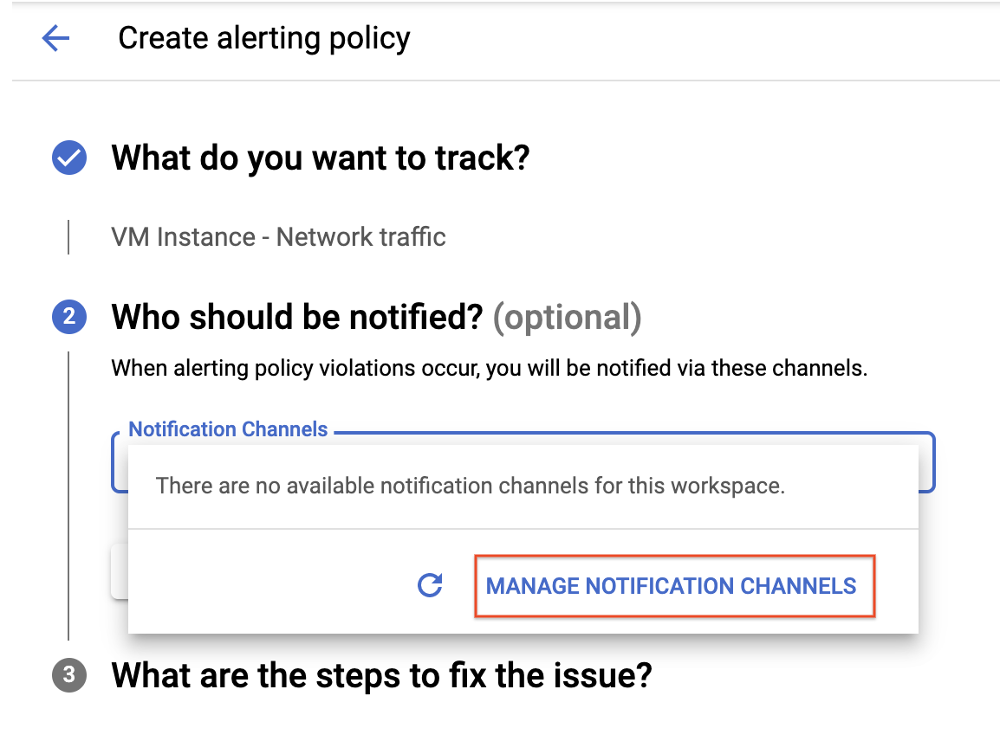 Create alerting policy
What do you want to track?
VM Instance - Network traffic
2
Who should be notified? (optional)
When alerting policy violations occur, you will be notified via these channels.
Notification Channels
There are no available notification channels for this workspace.
MANAGE NOTIFICATION CHANNELS
3
What are the steps to fix the issue?